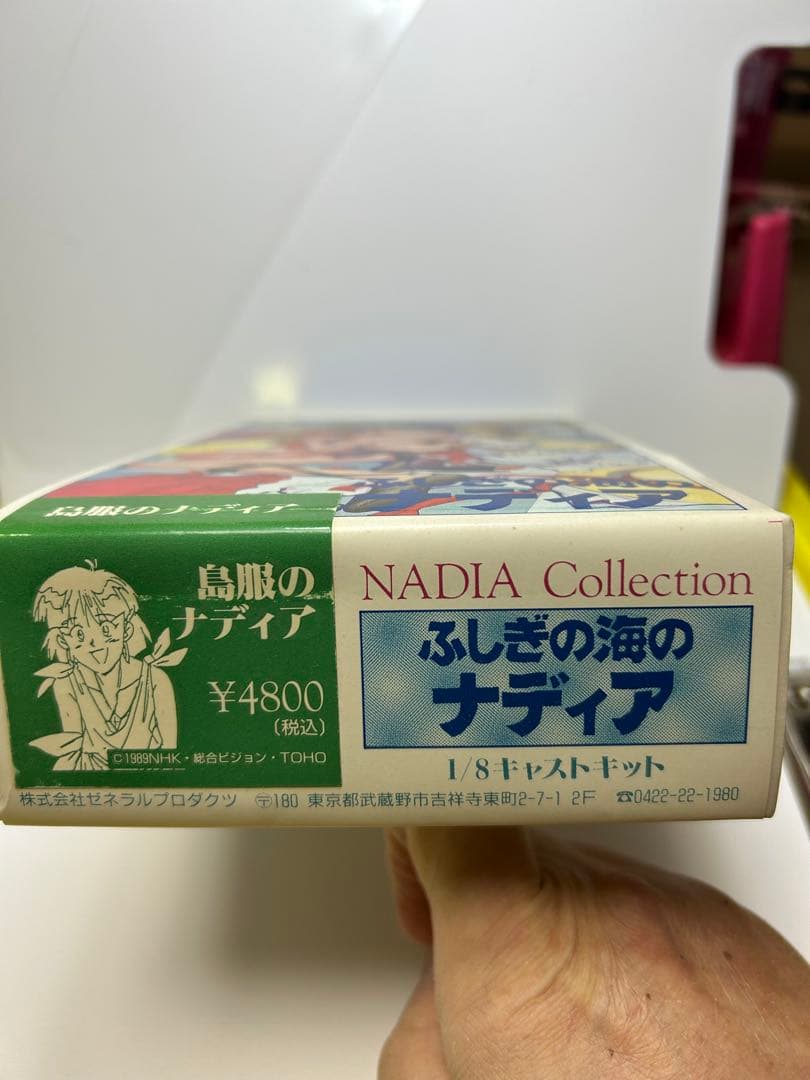 島服のナディア
島服の
ナディア
¥4800
(税込)
©1989NHK・総合ビジョン・TOHO
NADIA Collection
ふしぎの海の
ナディア
1/8キャストキット
株式会社ゼネラルプロダクツ 〒180 東京都武蔵野市吉祥寺東町2-7-1 2F ☎0422-22-1980